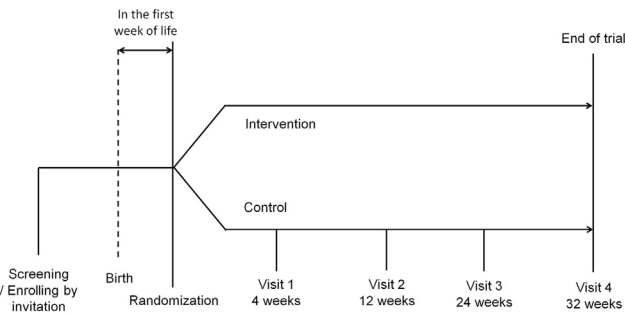 In the first
week of life
End of trial
Intervention
Control
Screening
/ Enrolling by
invitation
Birth
Randomization
Visit 1
4 weeks
Visit 2
12 weeks
Visit 3
24 weeks
Visit 4
32 weeks